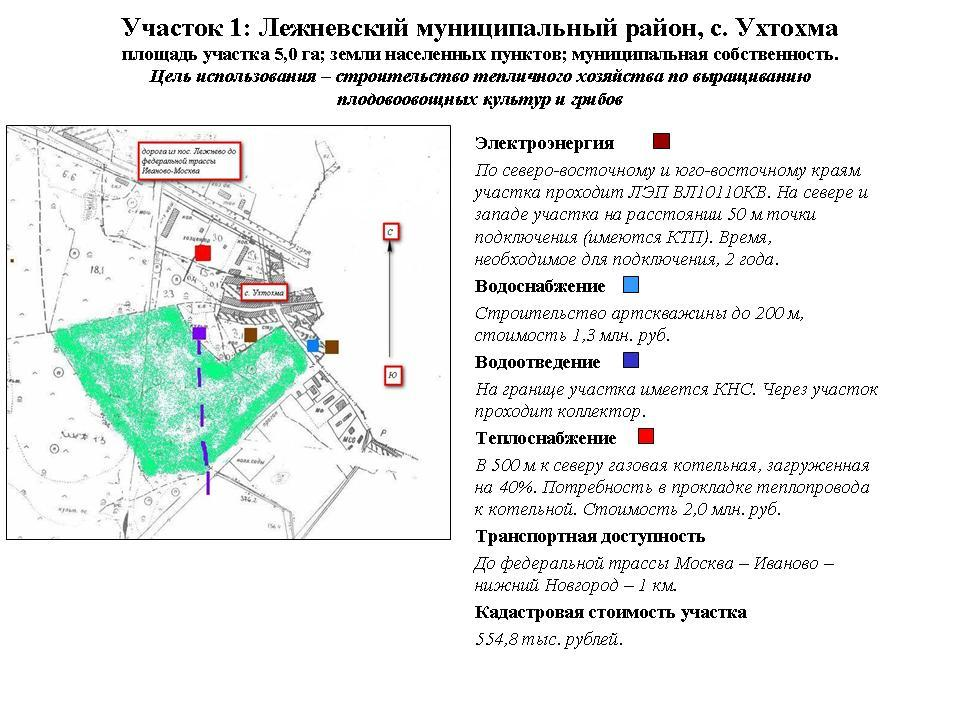 Участок 1: Лежневский муниципальный район, с. Ухтохма
площадь участка 5,0 га; земли населенных пунктов; муниципальная собственность.
Цель использования – строительство тепличного хозяйства по выращиванию
плодовоовощных культур и грибов
дорога из пос. Лежнево до
федеральной трассы
Иваново-Москва
с
18,1
с. Ухтохма
ю
МСО
Р
Электроэнергия
По северо-восточному и юго-восточному краям
участка проходит ЛЭП ВЛ10110КВ. На севере и
западе участка на расстоянии 50 м точки
подключения (имеются КТП). Время,
необходимое для подключения, 2 года.
Водоснабжение
Строительство артскважины до 200 м,
стоимость 1,3 млн. руб.
Водоотведение
На границе участка имеется КНС. Через участок
проходит коллектор.
Теплоснабжение
В 500 м к северу газовая котельная, загруженная
на 40%. Потребность в прокладке теплопровода
к котельной. Стоимость 2,0 млн. руб.
Транспортная доступность
До федеральной трассы Москва – Иваново –
нижний Новгород – 1 км.
Кадастровая стоимость участка
554,8 тыс. рублей.